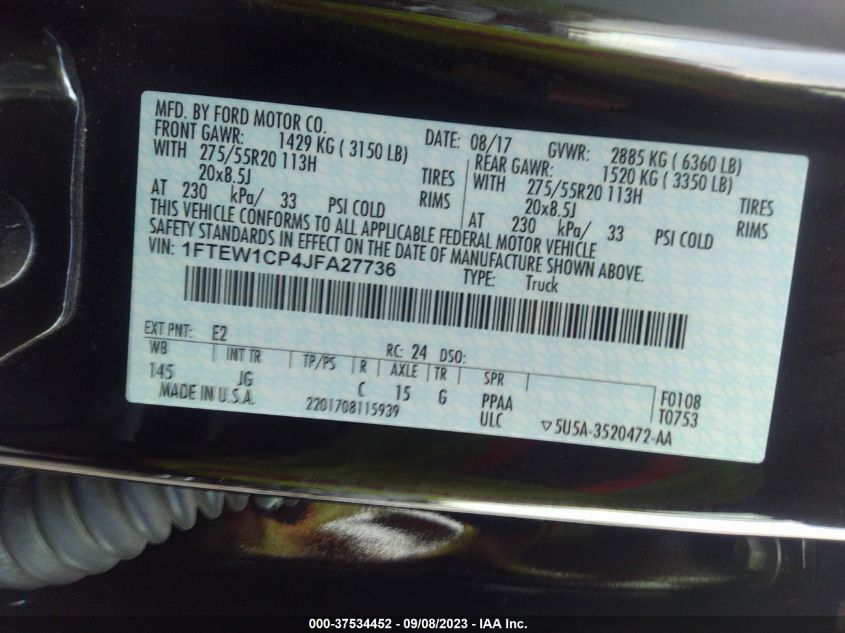 MFD. BY FORD MOTOR CO. DATE: 08/17 GVWR: 2885 KG ( 6360 LB)
FRONT GAWR: 1429 KG ( 3150 LB) REAR GAWR: 1520 KG ( 3350 LB)
WITH 275/55R20 113H TIRES WITH 275/55R20 113H TIRES
20x8.5J RIMS 20x8.5J RIMS
AT 230 kPa/ 33 PSI COLD AT 230 kPa/ 33 PSI COLD
THIS VEHICLE CONFORMS TO ALL APPLICABLE FEDERAL MOTOR VEHICLE
SAFETY STANDARDS IN EFFECT ON THE DATE OF MANUFACTURE SHOWN ABOVE.
VIN: 1FTEW1CP4JFA27736 TYPE: Truck
EXT PNT: E2 RC: 24 DSO:
WB INT TR TP/PS R AXLE TR SPR
145 JG C 15 G PPAA F0108
MADE IN U.S.A. 2201708115939 ULC T0753
▽5U5A-3520472-AA
000-37534452 - 09/08/2023 - IAA Inc.